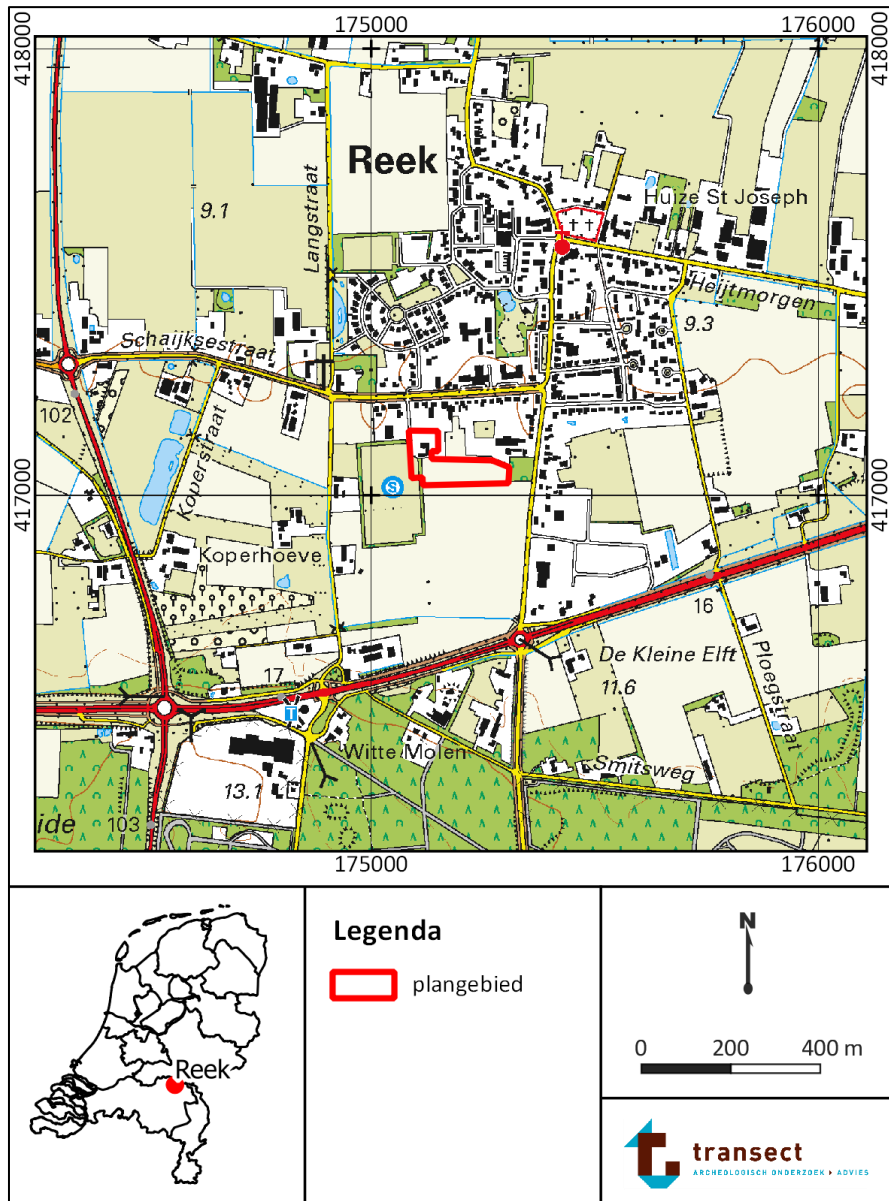 175000
176000
418000
418000
Reek
Langstraat
9.1
Huize St Joseph
Heijtmorgen
9.3
Schaijksestraat
102
Koperstraat
S
417000
417000
Koperhoeve
16
De Kleine Elft
11.6
Ploegstraat
17
T
Witte Molen
Smitsweg
13.1
103
ide
175000
176000
Reek
Legenda
plangebied
N
0
200
400 m
transect
ARCHEOLOGISCH ONDERZOEK ▸ ADVIES